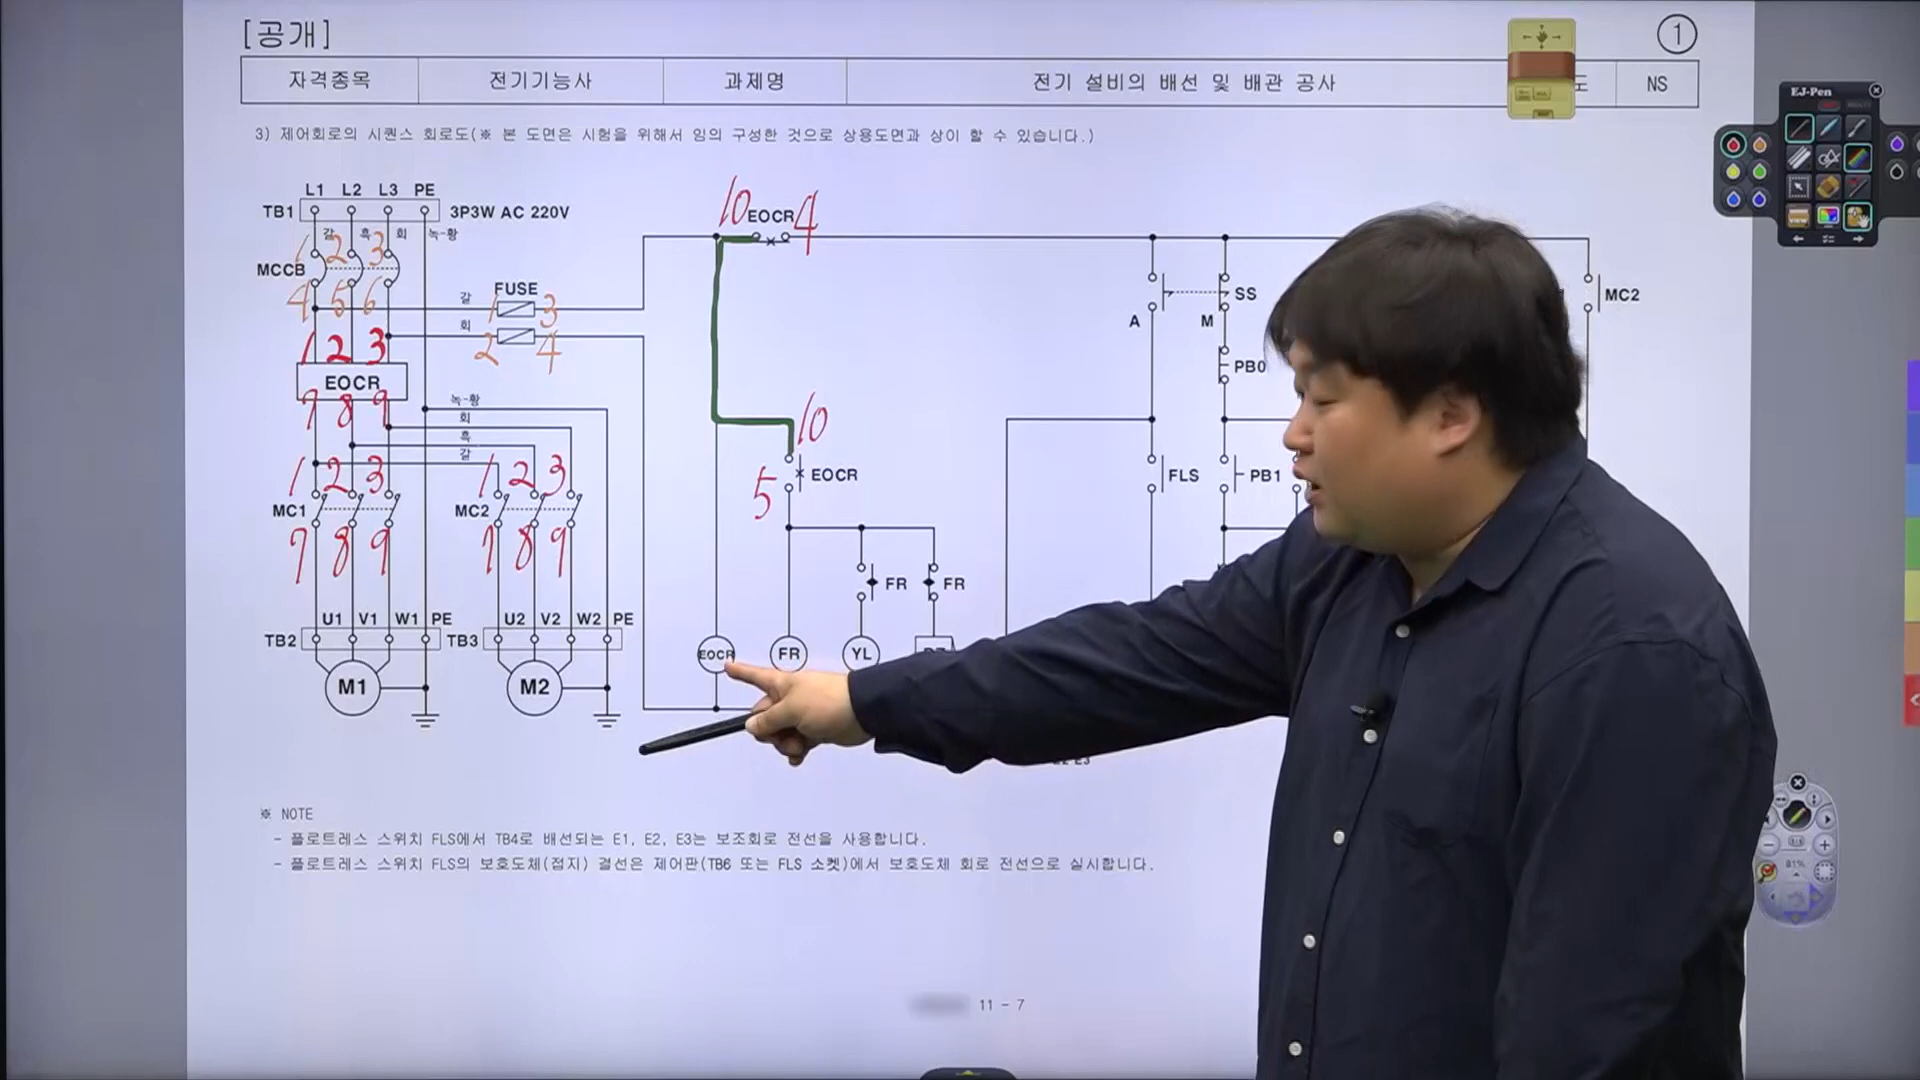 [공개]
1
자격종목 전기기능사 과제명 전기 설비의 배선 및 배관 공사 도 NS
3) 제어회로의 시퀀스 회로도(※ 본 도면은 시험을 위해서 임의 구성한 것으로 상용도면과 상이 할 수 있습니다.)
L1 L2 L3 PE
TB1 3P3W AC 220V
갈 흑 회 녹-황
1 2 3
MCCB
4 5 6
갈 FUSE
1 3
회
2 4
1 2 3
EOCR
7 8 9
녹-황
회
흑
갈
1 2 3
MC1
7 8 9
1 2 3
MC2
7 8 9
U1 V1 W1 PE
TB2
M1
U2 V2 W2 PE
TB3
M2
10 EOCR 4
10
5 EOCR
FR FR
EOCR FR YL
SS
A M
PB0
FLS PB1
MC2
※ NOTE
- 플로트레스 스위치 FLS에서 TB4로 배선되는 E1, E2, E3는 보조회로 전선을 사용합니다.
- 플로트레스 스위치 FLS의 보호도체(접지) 결선은 제어판(TB6 또는 FLS 소켓)에서 보호도체 회로 전선으로 실시합니다.
11 - 7
EJ-Pen
81%